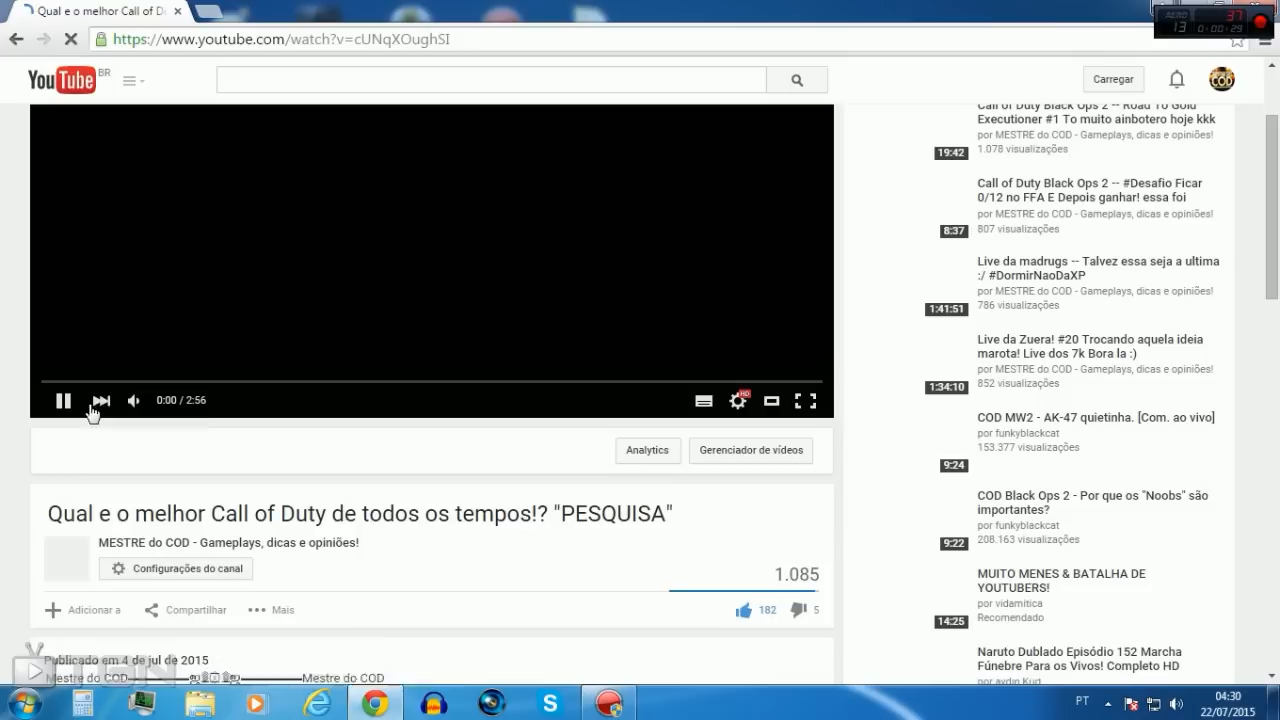 Qual e o melhor Call of D
https://www.youtube.com/watch?v=cUNqXOughSI
AERO 13 37 0:00:29
YouTube BR
Carregar
COD
Call of Duty Black Ops 2 -- Road To Gold
Executioner #1 To muito ainbotero hoje kkk
por MESTRE do COD - Gameplays, dicas e opiniões!
19:42
1.078 visualizações
Call of Duty Black Ops 2 -- #Desafio Ficar
0/12 no FFA E Depois ganhar! essa foi
por MESTRE do COD - Gameplays, dicas e opiniões!
8:37
807 visualizações
Live da madrugs -- Talvez essa seja a ultima
:/ #DormirNaoDaXP
por MESTRE do COD - Gameplays, dicas e opiniões!
1:41:51
786 visualizações
Live da Zuera! #20 Trocando aquela ideia
marota! Live dos 7k Bora la :)
por MESTRE do COD - Gameplays, dicas e opiniões!
1:34:10
852 visualizações
COD MW2 - AK-47 quietinha. [Com. ao vivo]
por funkyblackcat
153.377 visualizações
9:24
COD Black Ops 2 - Por que os "Noobs" são
importantes?
por funkyblackcat
208.163 visualizações
9:22
MUITO MENES & BATALHA DE
YOUTUBERS!
por vidamitica
Recomendado
14:25
Naruto Dublado Episódio 152 Marcha
Fúnebre Para os Vivos! Completo HD
por aydin Kurt
0:00 / 2:56
HD
Analytics
Gerenciador de vídeos
Qual e o melhor Call of Duty de todos os tempos!? "PESQUISA"
MESTRE do COD - Gameplays, dicas e opiniões!
Configurações do canal
1.085
Adicionar a
Compartilhar
Mais
182
5
Publicado em 4 de jul de 2015
Mestre do COD
Mestre do COD
PT
04:30
22/07/2015